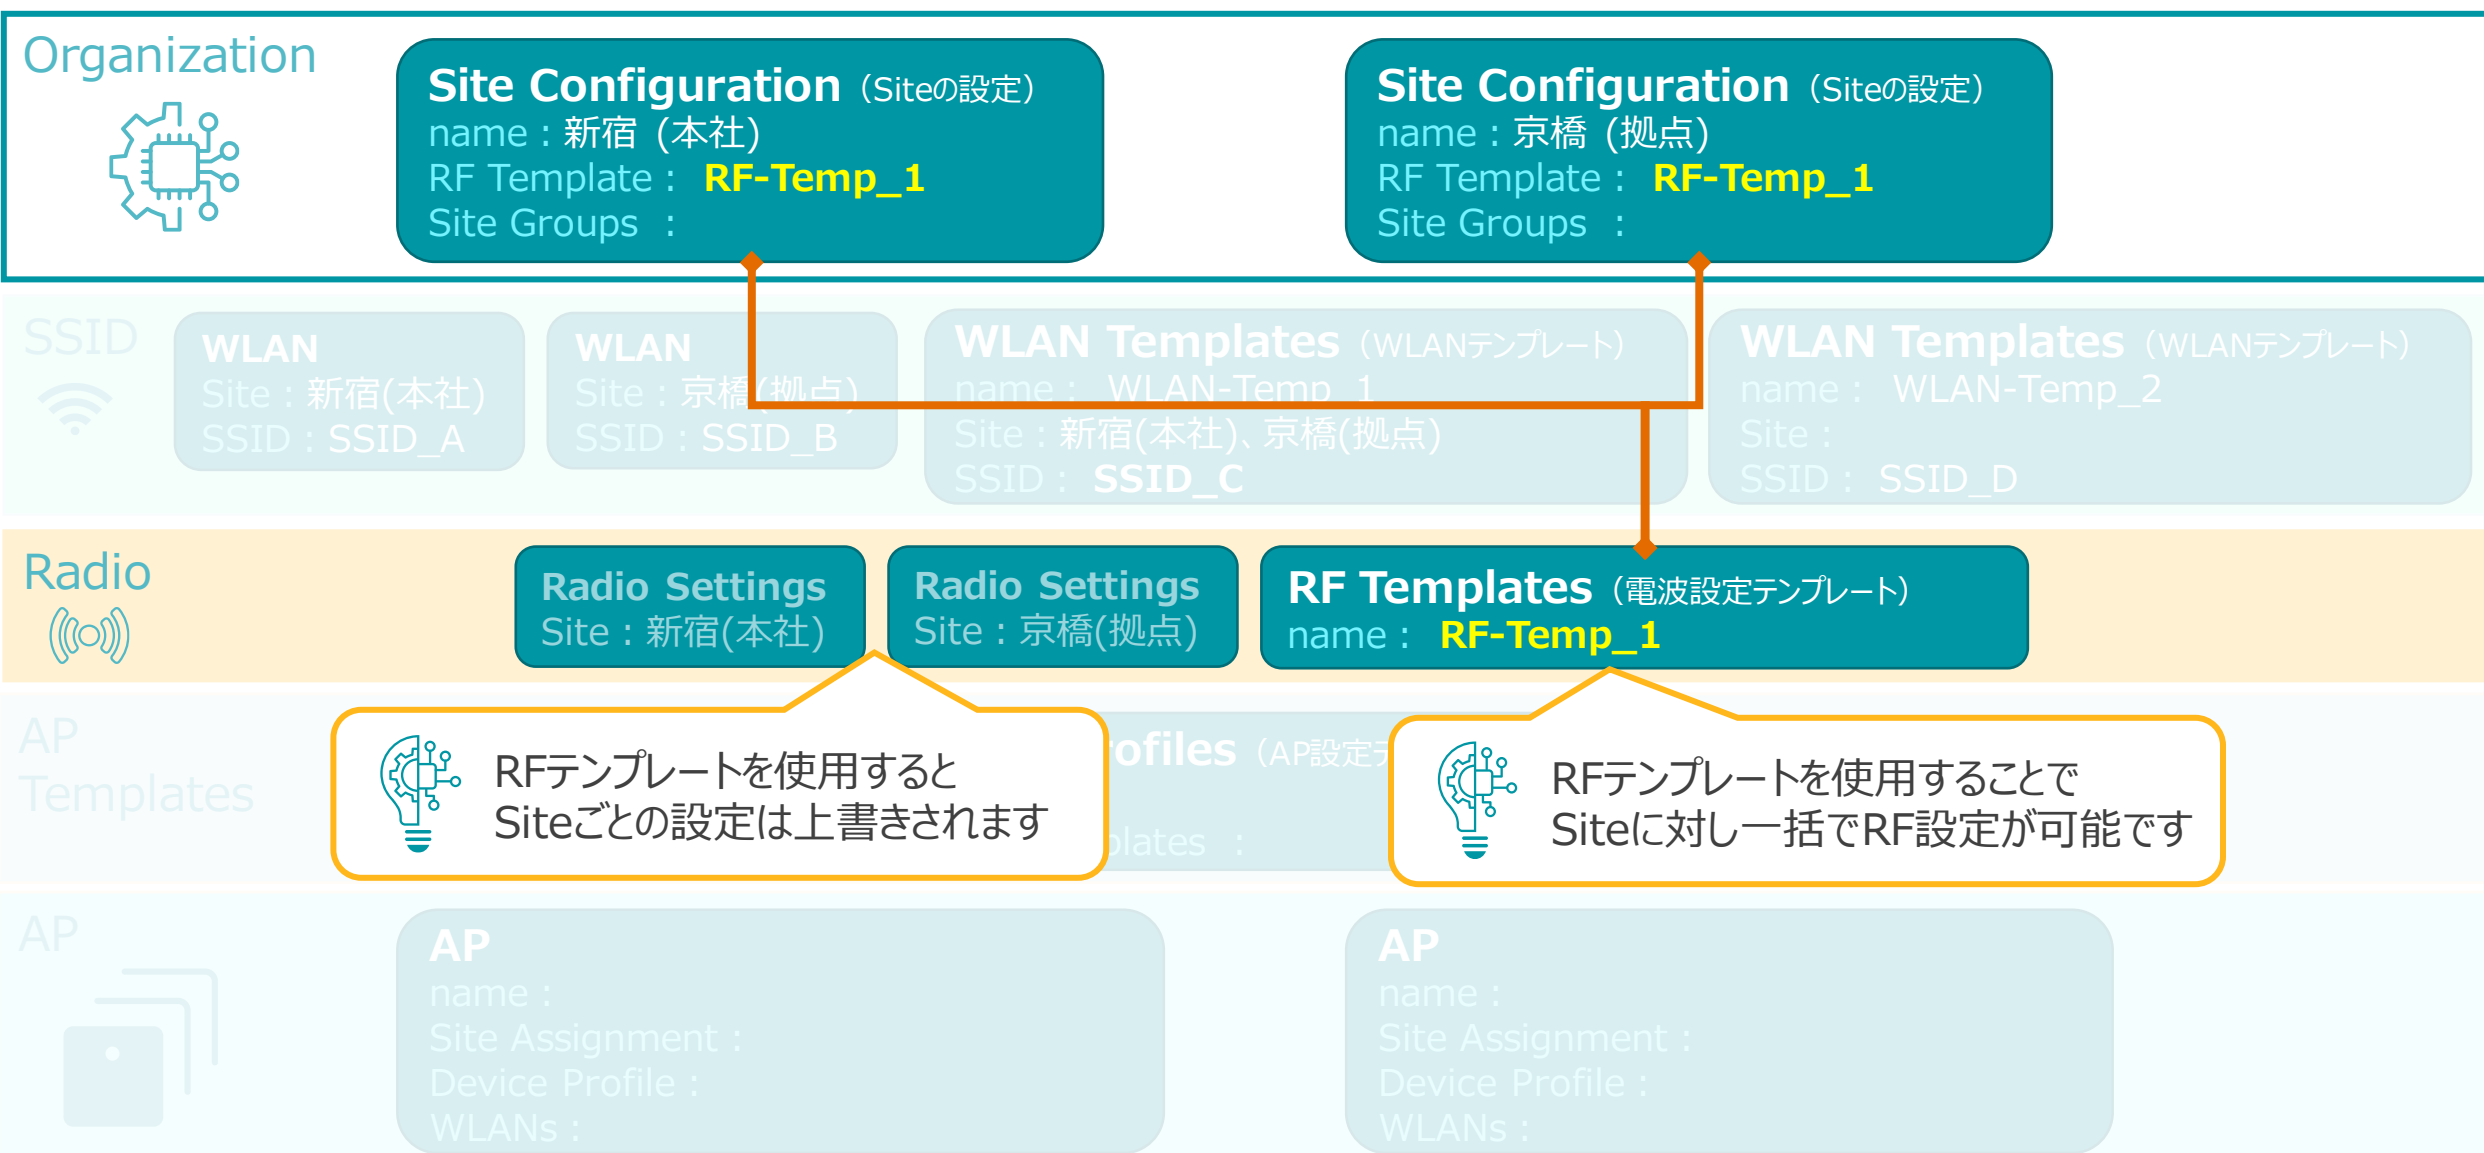 Organization
Site Configuration（Siteの設定）
name : 新宿 (本社)
RF Template : RF-Temp_1
Site Groups :
Site Configuration（Siteの設定）
name : 京橋 (拠点)
RF Template : RF-Temp_1
Site Groups :
SSID
WLAN
Site : 新宿(本社)
SSID : SSID_A
WLAN
Site : 京橋(拠点)
SSID : SSID_B
WLAN Templates（WLANテンプレート）
name : WLAN-Temp_1
Site : 新宿(本社)、京橋(拠点)
SSID : SSID_C
WLAN Templates（WLANテンプレート）
name : WLAN-Temp_2
Site :
SSID : SSID_D
Radio
Radio Settings
Site : 新宿(本社)
Radio Settings
Site : 京橋(拠点)
RF Templates（電波設定テンプレート）
name : RF-Temp_1
AP
Templates
RFテンプレートを使用すると
Siteごとの設定は上書きされます
ofiles（AP設定
plates :
RFテンプレートを使用することで
Siteに対し一括でRF設定が可能です
AP
AP
name :
Site Assignment :
Device Profile :
WLANs :
AP
name :
Site Assignment :
Device Profile :
WLANs :